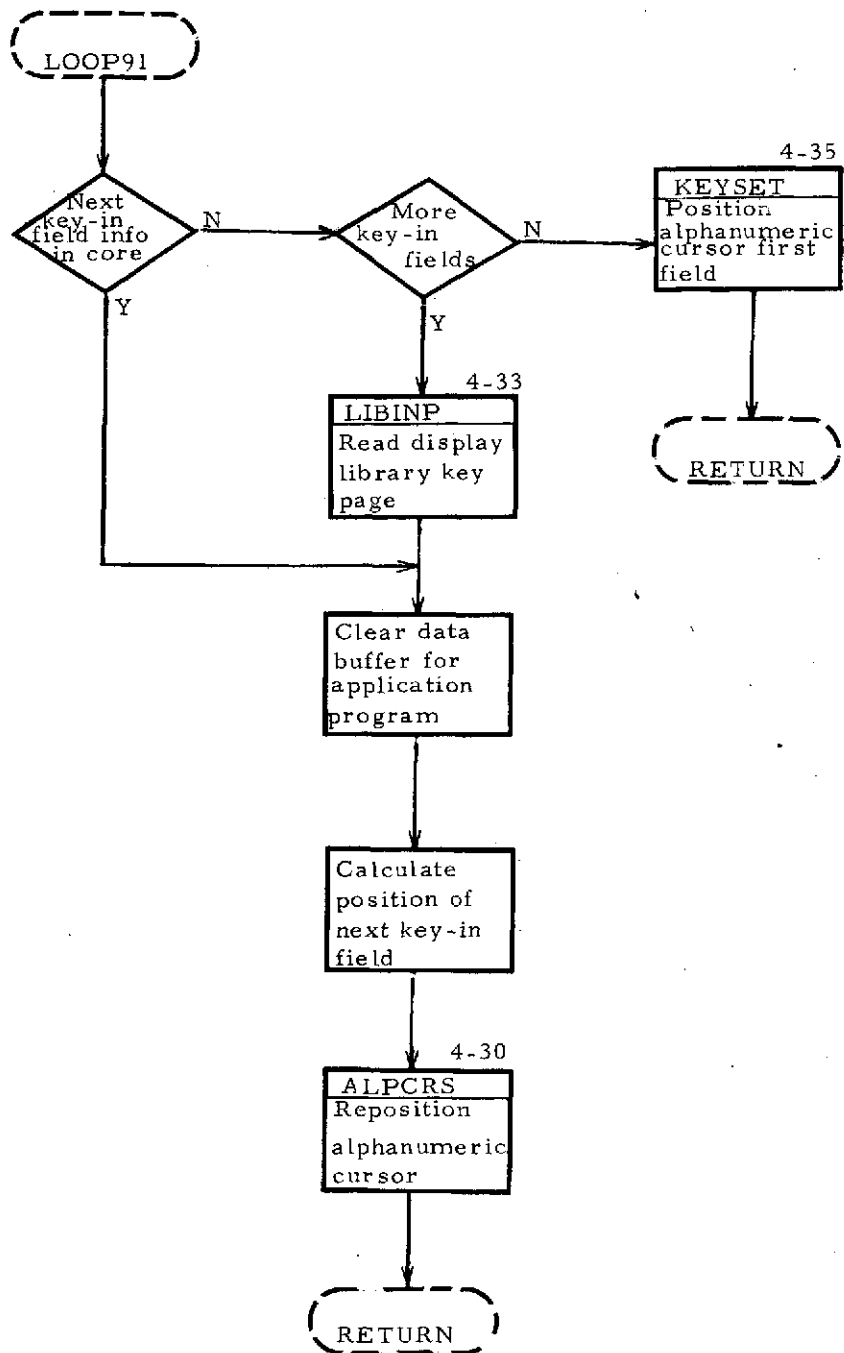 LOOP91
Next
key-in
field info
in core
N
Y
More
key-in
fields
N
Y
4-35
KEYSET
Position
alphanumeric
cursor first
field
RETURN
4-33
LIBINP
Read display
library key
page
Clear data
buffer for
application
program
Calculate
position of
next key-in
field
4-30
ALPCRS
Reposition
alphanumeric
cursor
RETURN